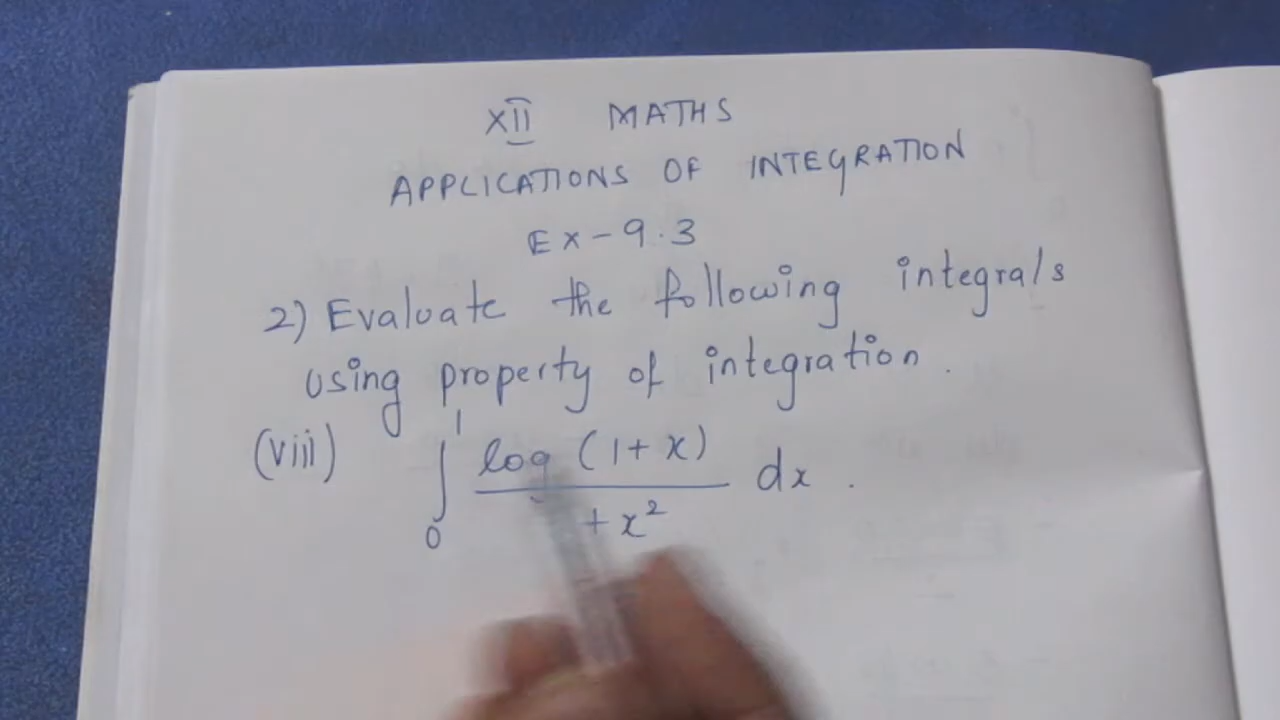 XII MATHS
APPLICATIONS OF INTEGRATION
Ex-9.3
2) Evaluate the following integrals
using property of integration.
(viii) ∫₀¹ log (1+x) / +x² dx.